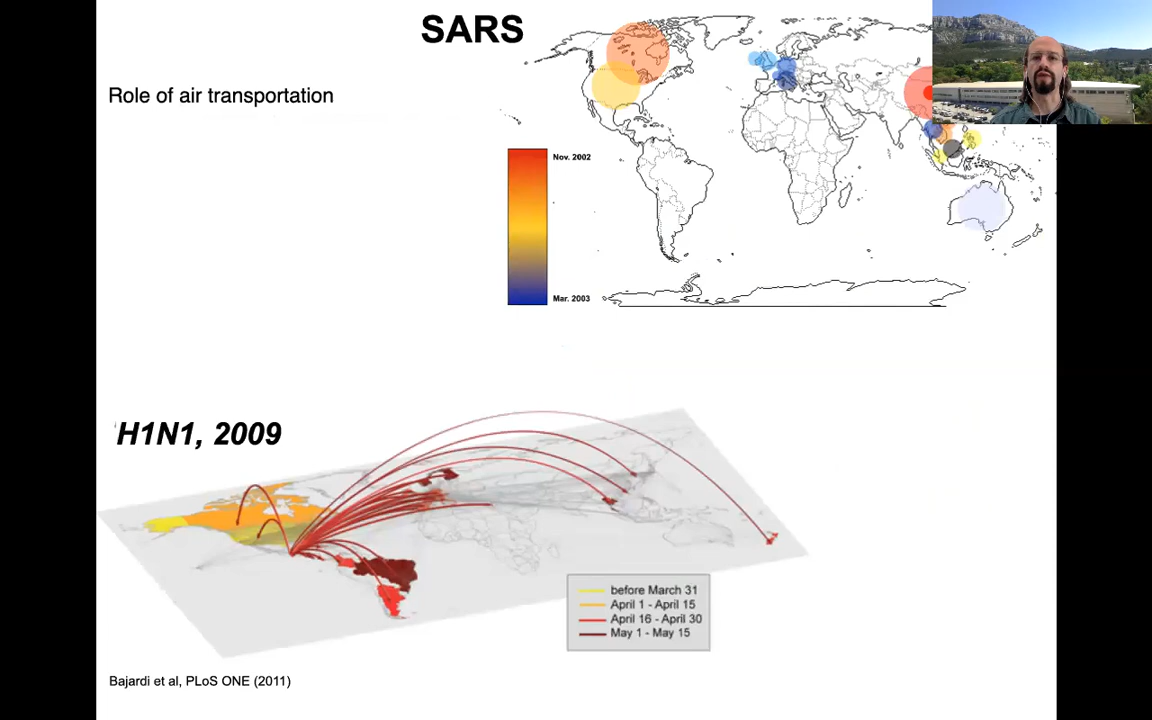 SARS
Role of air transportation
Nov. 2002
Mar. 2003
H1N1, 2009
before March 31
April 1 - April 15
April 16 - April 30
May 1 - May 15
Bajardi et al, PLoS ONE (2011)